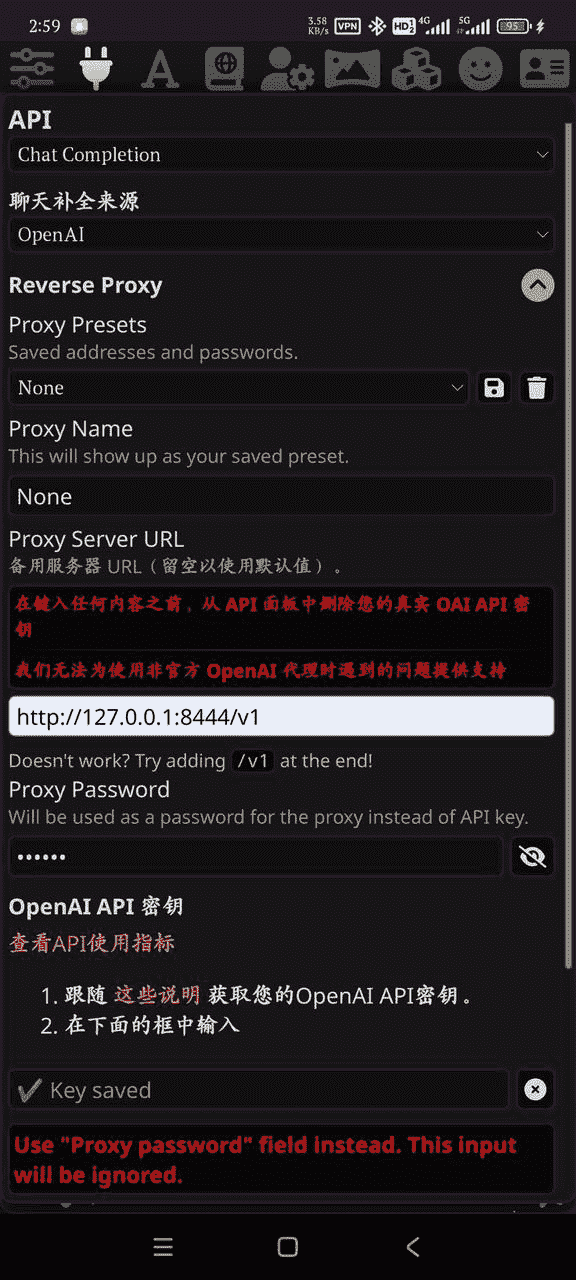 2:59
3.58
KB/s
VPN
HD 2
4G
5G
95
API
Chat Completion
聊天补全来源
OpenAI
Reverse Proxy
Proxy Presets
Saved addresses and passwords.
None
Proxy Name
This will show up as your saved preset.
None
Proxy Server URL
备用服务器 URL（留空以使用默认值）。
在键入任何内容之前，从 API 面板中删除您的真实 OAI API 密
钥
我们无法为使用非官方 OpenAI 代理时遇到的问题提供支持
http://127.0.0.1:8444/v1
Doesn't work? Try adding /v1 at the end!
Proxy Password
Will be used as a password for the proxy instead of API key.
••••••
OpenAI API 密钥
查看API使用指标
1. 跟随 这些说明 获取您的OpenAI API密钥。
2. 在下面的框中输入
✔ Key saved
Use "Proxy password" field instead. This input
will be ignored.